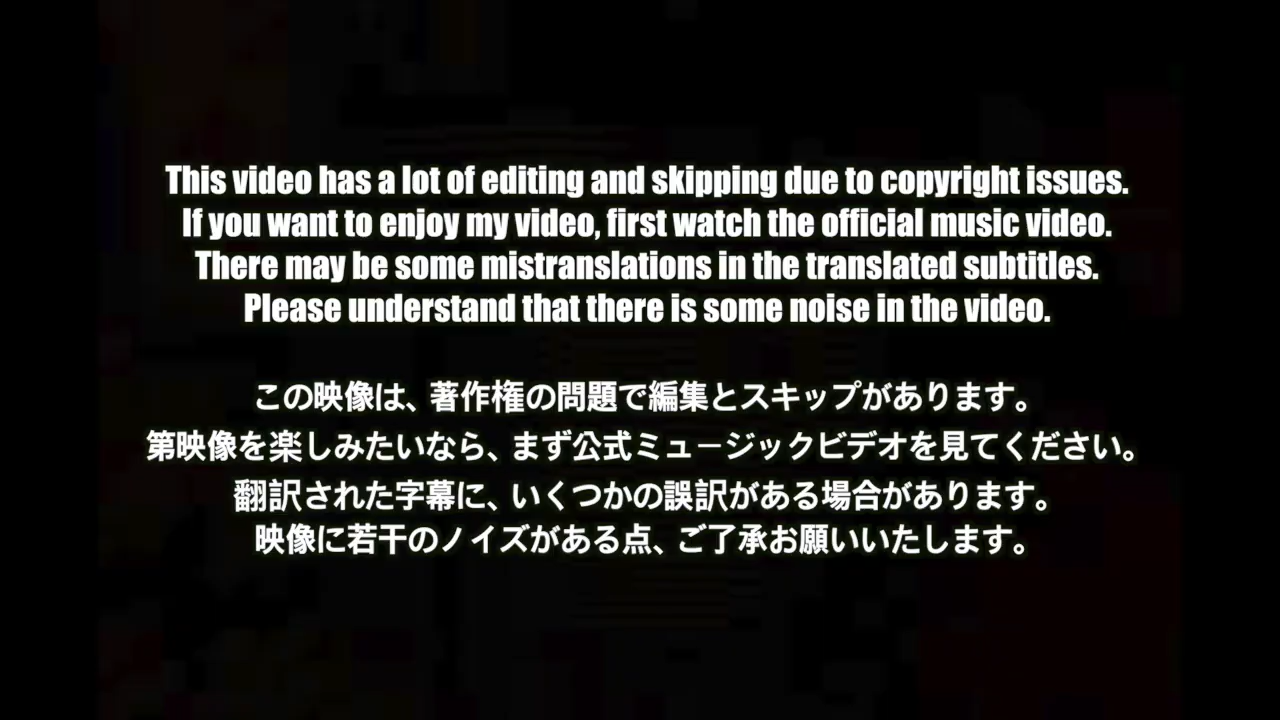 This video has a lot of editing and skipping due to copyright issues.
If you want to enjoy my video, first watch the official music video.
There may be some mistranslations in the translated subtitles.
Please understand that there is some noise in the video.
この映像は、著作権の問題で編集とスキップがあります。
第映像を楽しみたいなら、まず公式ミュージックビデオを見てください。
翻訳された字幕に、いくつかの誤訳がある場合があります。
映像に若干のノイズがある点、ご了承お願いいたします。